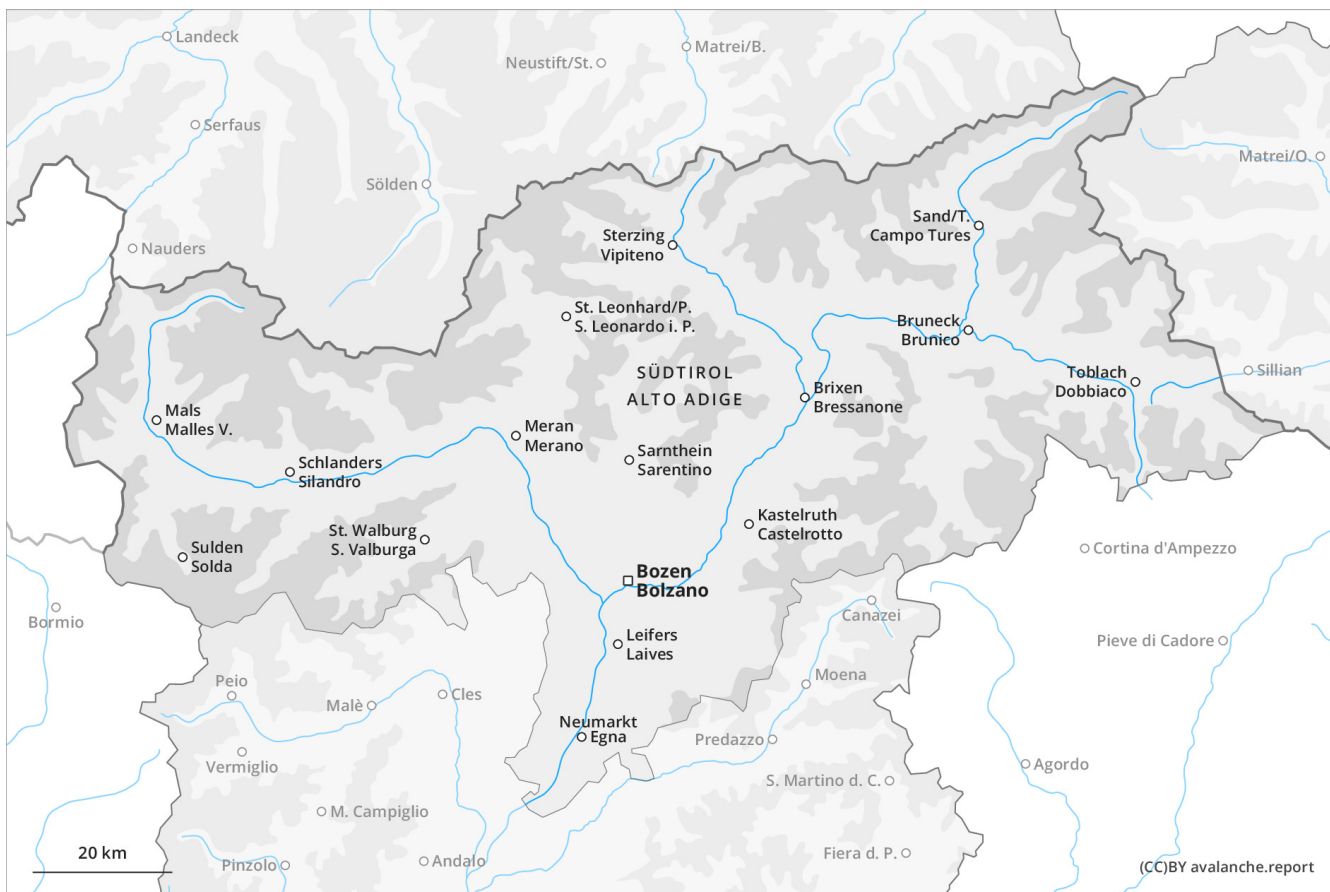 Landeck
Matrei/B.
Neustift/St.
Serfaus
Matrei/O.
Sölden
Sand/T.
Campo Tures
Sterzing
Vipiteno
Nauders
St. Leonhard/P.
S. Leonardo i. P.
Bruneck
Brunico
SÜDTIROL
ALTO ADIGE
Toblach
Dobbiaco
Sillian
Brixen
Bressanone
Mals
Malles V.
Meran
Merano
Schlanders
Silandro
Sarnthein
Sarentino
Kastelruth
Castelrotto
St. Walburg
S. Valburga
Sulden
Solda
Cortina d'Ampezzo
Bozen
Bolzano
Bormio
Canazei
Leifers
Laives
Pieve di Cadore
Peio
Moena
Malè
Cles
Neumarkt
Egna
Predazzo
Vermiglio
Agordo
S. Martino d. C.
M. Campiglio
20 km
Pinzolo
Andalo
Fiera d. P.
(CC)BY avalanche.report